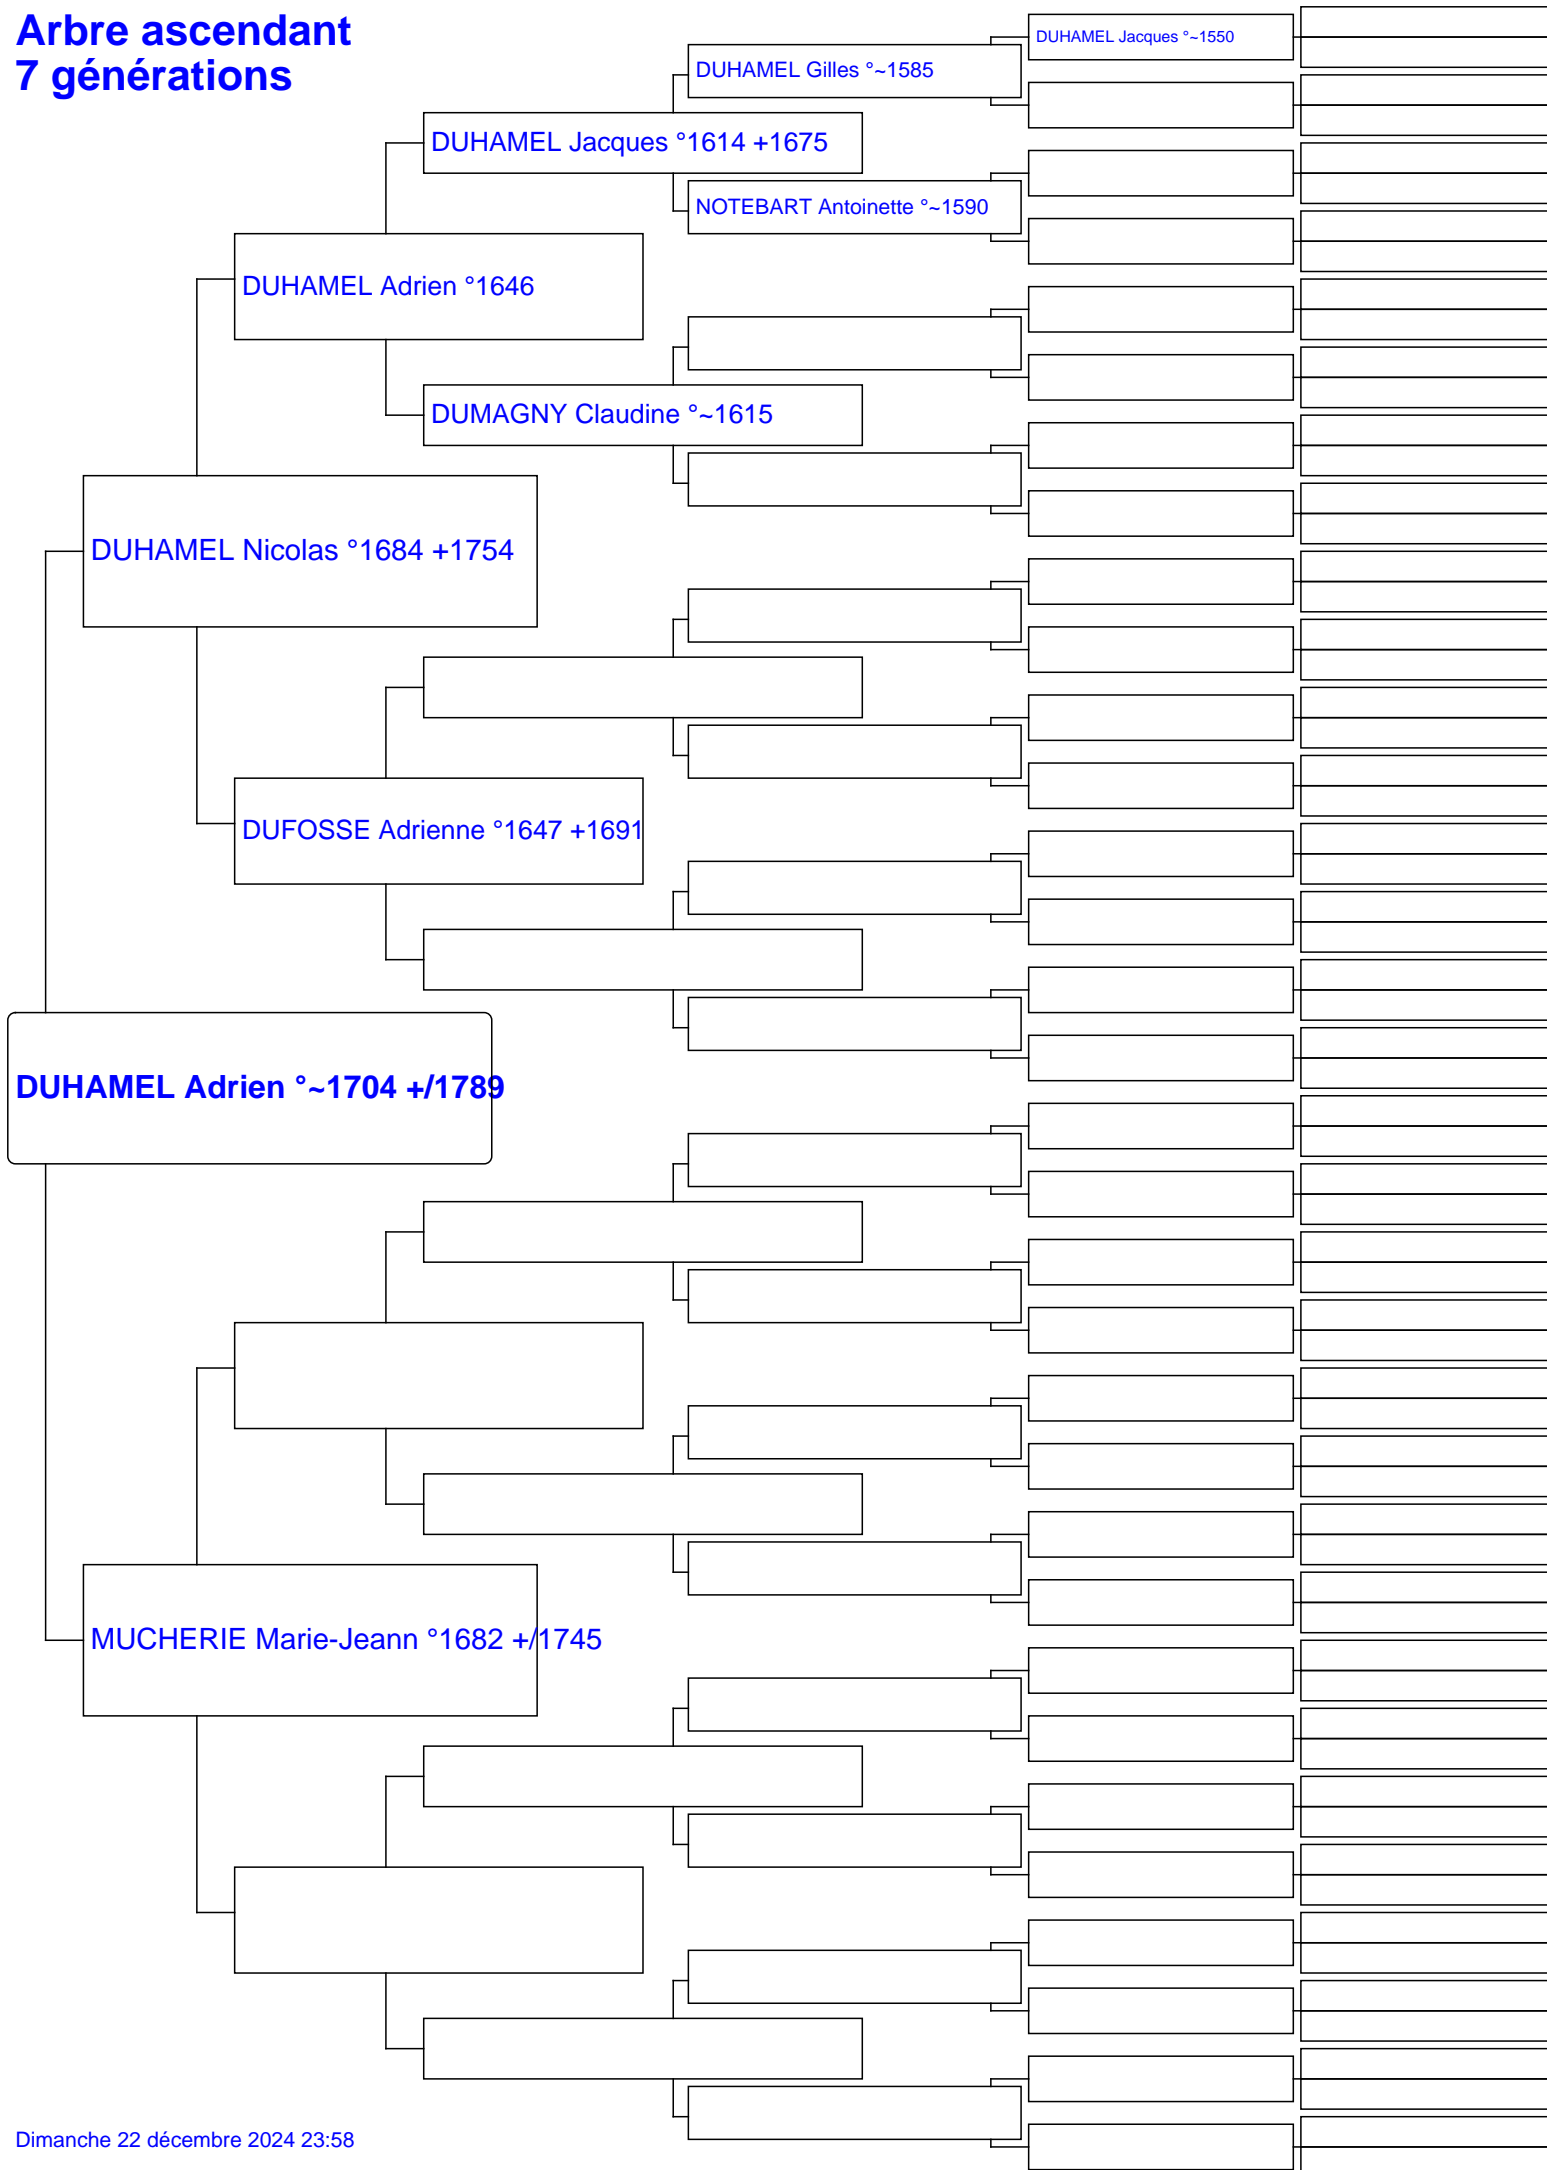 Arbre ascendant
7 générations
DUHAMEL Jacques °~1550
DUHAMEL Gilles °~1585
DUHAMEL Jacques °1614 +1675
NOTEBART Antoinette °~1590
DUHAMEL Adrien °1646
DUMAGNY Claudine °~1615
DUHAMEL Nicolas °1684 +1754
DUFOSSE Adrienne °1647 +1691
DUHAMEL Adrien °~1704 +/1789
MUCHERIE Marie-Jeann °1682 +/1745
Dimanche 22 décembre 2024 23:58